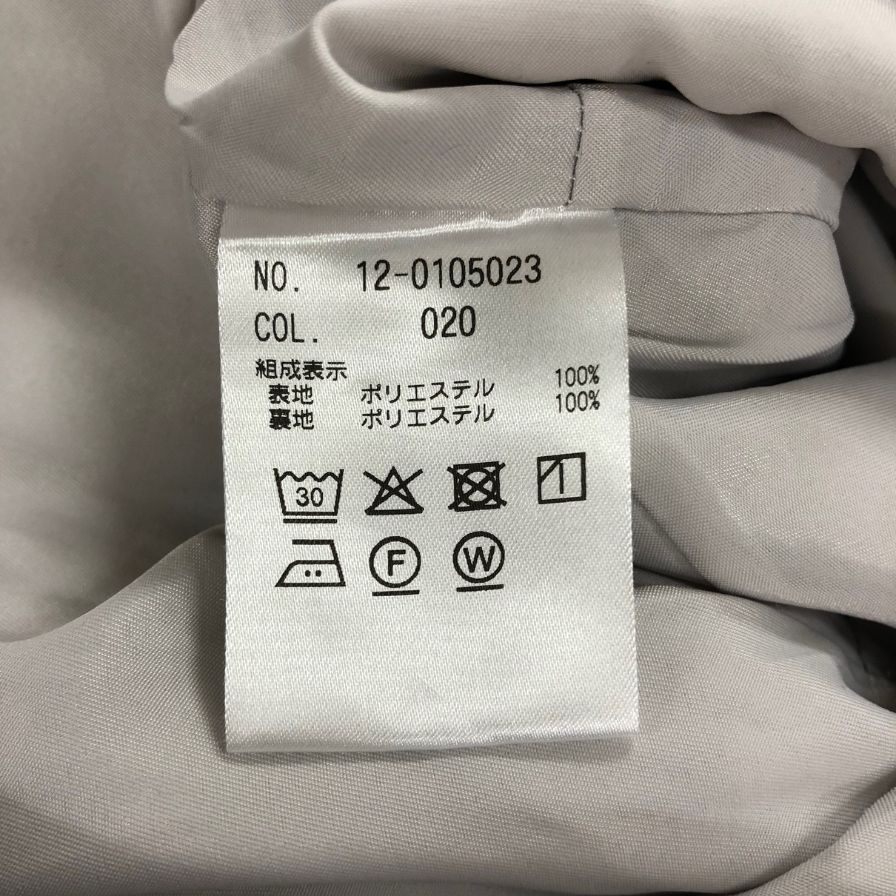 NO. 12-0105023
COL. 020
組成表示
表地 ポリエステル 100%
裏地 ポリエステル 100%
30
F W